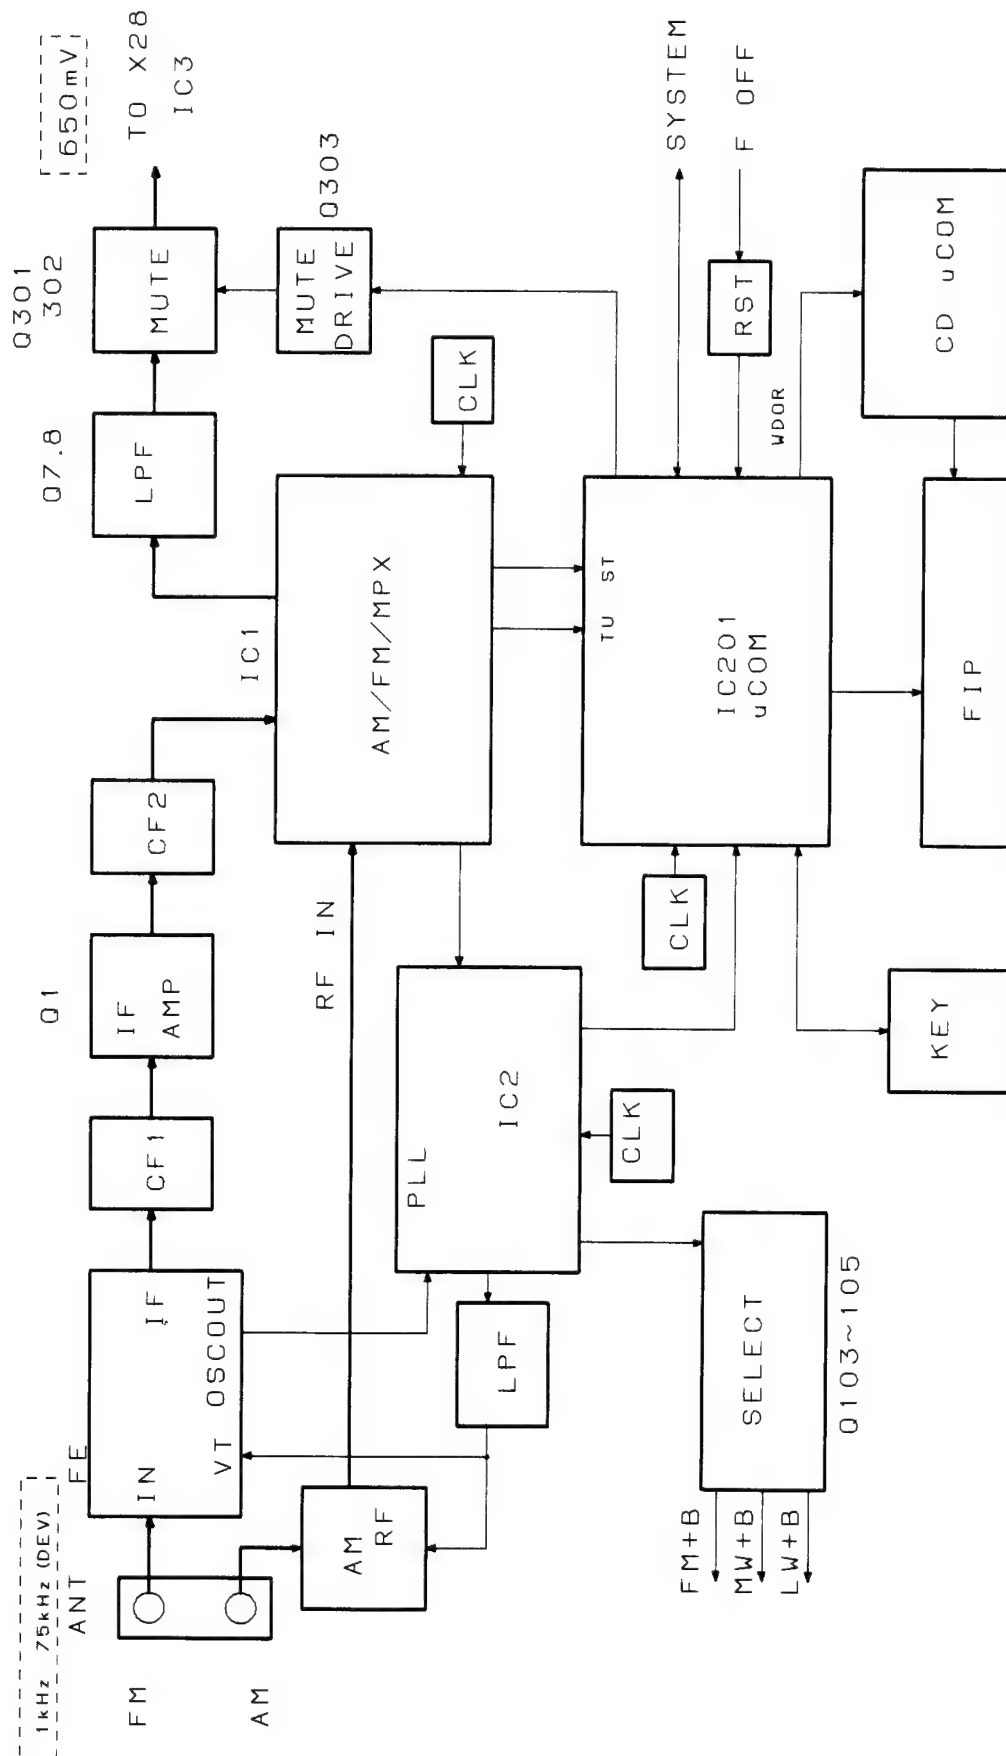 1kHz 75kHz (DEV)
ANT
FM
AM
FE
IN
IF
VT OSCOUT
CF1
Q1
IF
AMP
CF2
IC1
AM/FM/MPX
Q7.8
LPF
Q301
302
MUTE
650mV
TO X28
IC3
MUTE
DRIVE
Q303
CLK
AM
RF
RF IN
PLL
IC2
LPF
CLK
SELECT
Q103~105
FM+B
MW+B
LW+B
TU ST
IC201
uCOM
CLK
KEY
FIP
WDOR
CD uCOM
RST
SYSTEM
F OFF